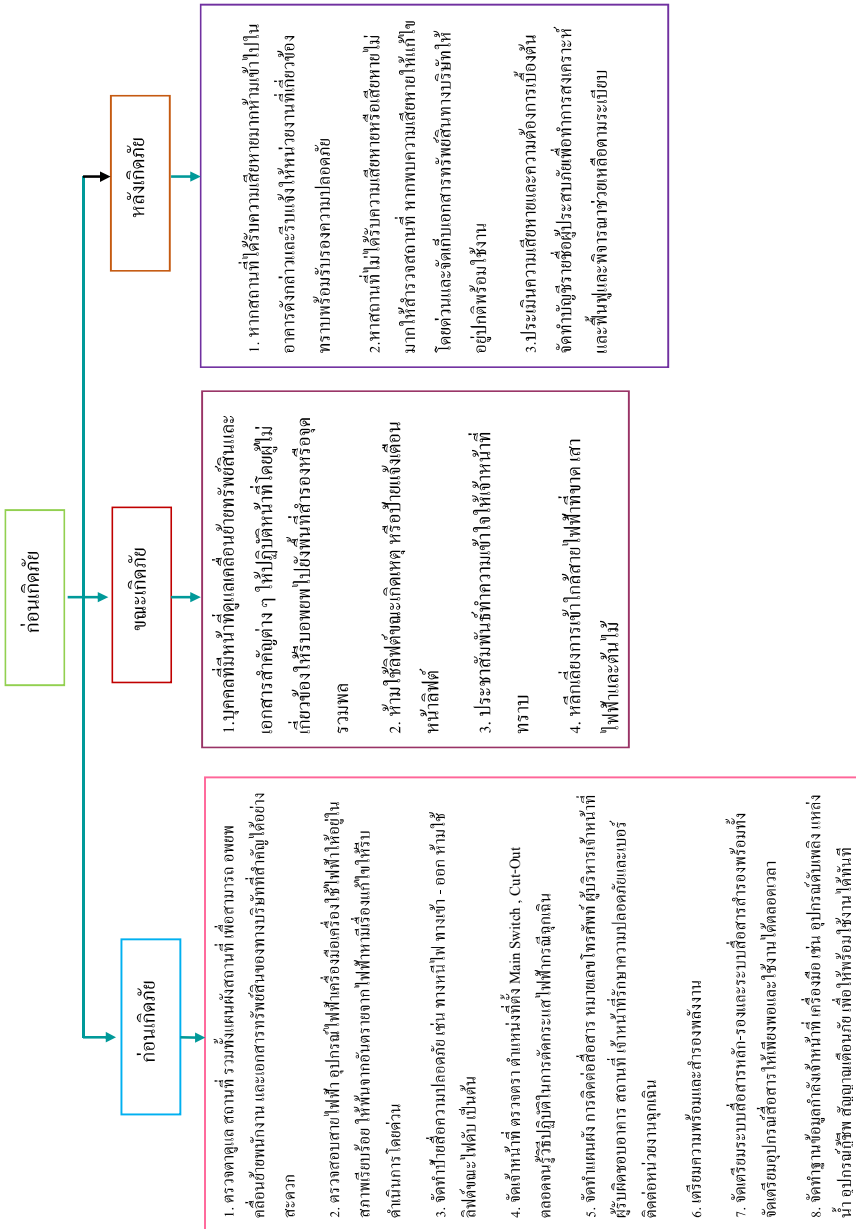 ก่อนเกิดภัย
ก่อนเกิดภัย
1. ตรวจตาดูแล สถานที่ รวมทั้งแผนผังสถานที่ เพื่อสามารถ อพยพ
คลื่อนย้ายพนักงาน และเอกสารทรัพย์สินของทางบริษัทที่สำคัญได้อย่าง
สะดวก
2. ตรวจสอบสายไฟฟ้า อุปกรณ์ไฟฟ้าเครื่องมือเครื่องใช้ไฟฟ้าให้อยู่ใน
สภาพเรียบร้อย ให้พ้นจากอันตรายจากไฟฟ้าหามีเรื่องแก้ไขให้รีบ
ดำเนินการโดยด่วน
3. จัดทำป้ายสื่อความปลอดภัย เช่น ทางหนีไฟ ทางเข้า - ออก ห้ามใช้
ลิฟต์ขณะไฟดับ เป็นต้น
4. จัดเจ้าหน้าที่ ตรวจตรา ตำแหน่งที่ตั้ง Main Switch , Cut-Out
ตลอดจนรู้วิธีปฏิบัติในการตัดกระแสไฟฟ้ากรณีฉุกเฉิน
5. จัดทำแผนผัง การติดต่อสื่อสาร หมายเลขโทรศัพท์ ผู้บริหารเจ้าหน้าที่
ผู้รับผิดชอบอาคาร สถานที่ เจ้าหน้าที่รักษาความปลอดภัยและเบอร์
ติดต่อหน่วยงานฉุกเฉิน
6. เตรียมความพร้อมและสำรองพลังงาน
7. จัดเตรียมระบบสื่อสารหลัก-รองและระบบสื่อสารสำรองพร้อมทั้ง
จัดเตรียมอุปกรณ์สื่อสารให้เพียงพอและใช้งานได้ตลอดเวลา
8. จัดทำฐานข้อมูลกำลังเจ้าหน้าที่ เครื่องมือ เช่น อุปกรณ์ดับเพลิง แหล่ง
น้ำ อุปกรณ์กู้ชีพ สัญญาณเตือนภัย เพื่อให้พร้อมใช้งานได้ทันที
ขณะเกิดภัย
1.บุคคลที่มีหน้าที่ดูแลเคลื่อนย้ายทรัพย์สินและ
เอกสารสำคัญต่าง ๆ ให้ปฏิบัติหน้าที่โดยผู้ไม่
เกี่ยวข้องให้รีบอพยพไปยังพื้นที่สำรองหรือจุด
รวมพล
2. ห้ามใช้ลิฟต์ขณะเกิดเหตุ หรือป้ายแจ้งเตือน
หน้าลิฟต์
3. ประชาสัมพันธ์ทำความเข้าใจให้เจ้าหน้าที่
ทราบ
4. หลีกเลี่ยงการเข้าใกล้สายไฟฟ้าที่ขาด เสา
ไฟฟ้าและต้นไม้
หลังเกิดภัย
1. หากสถานที่ได้รับความเสียหายมากห้ามเข้าไปใน
อาคารดังกล่าวและรีบแจ้งให้หน่วยงานที่เกี่ยวข้อง
ทราบพร้อมรับรองความปลอดภัย
2.หาสถานที่ไม่ได้รับความเสียหายหรือเสียหายไม่
มากให้สำรวจสถานที่ หากพบความเสียหายให้แก้ไข
โดยด่วนและจัดเก็บเอกสารทรัพย์สินทางบริษัทให้
อยู่ปกติพร้อมใช้งาน
3.ประเมินความเสียหายและความต้องการเบื้องต้น
จัดทำบัญชีรายชื่อผู้ประสบภัยเพื่อทำการสงเคราะห์
และฟื้นฟูและพิจารณาช่วยเหลือตามระเบียบ